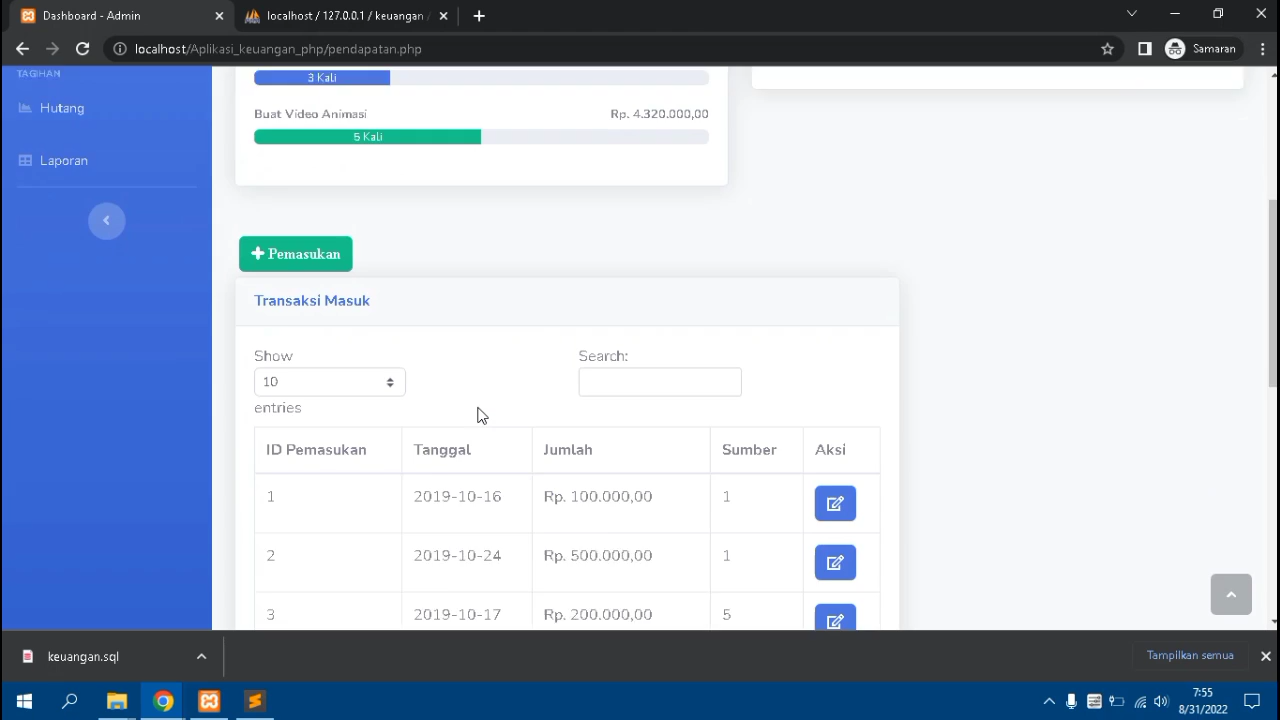 Dashboard - Admin
localhost / 127.0.0.1 / keuangan /
localhost/Aplikasi_keuangan_php/pendapatan.php
Samaran
TAGIHAN
Hutang
Laporan
3 Kali
Buat Video Animasi
Rp. 4.320.000,00
5 Kali
Pemasukan
Transaksi Masuk
Show
Search:
10
entries
ID Pemasukan Tanggal Jumlah Sumber Aksi
1 2019-10-16 Rp. 100.000,00 1
2 2019-10-24 Rp. 500.000,00 1
3 2019-10-17 Rp. 200.000,00 5
keuangan.sql
Tampilkan semua
7:55
8/31/2022